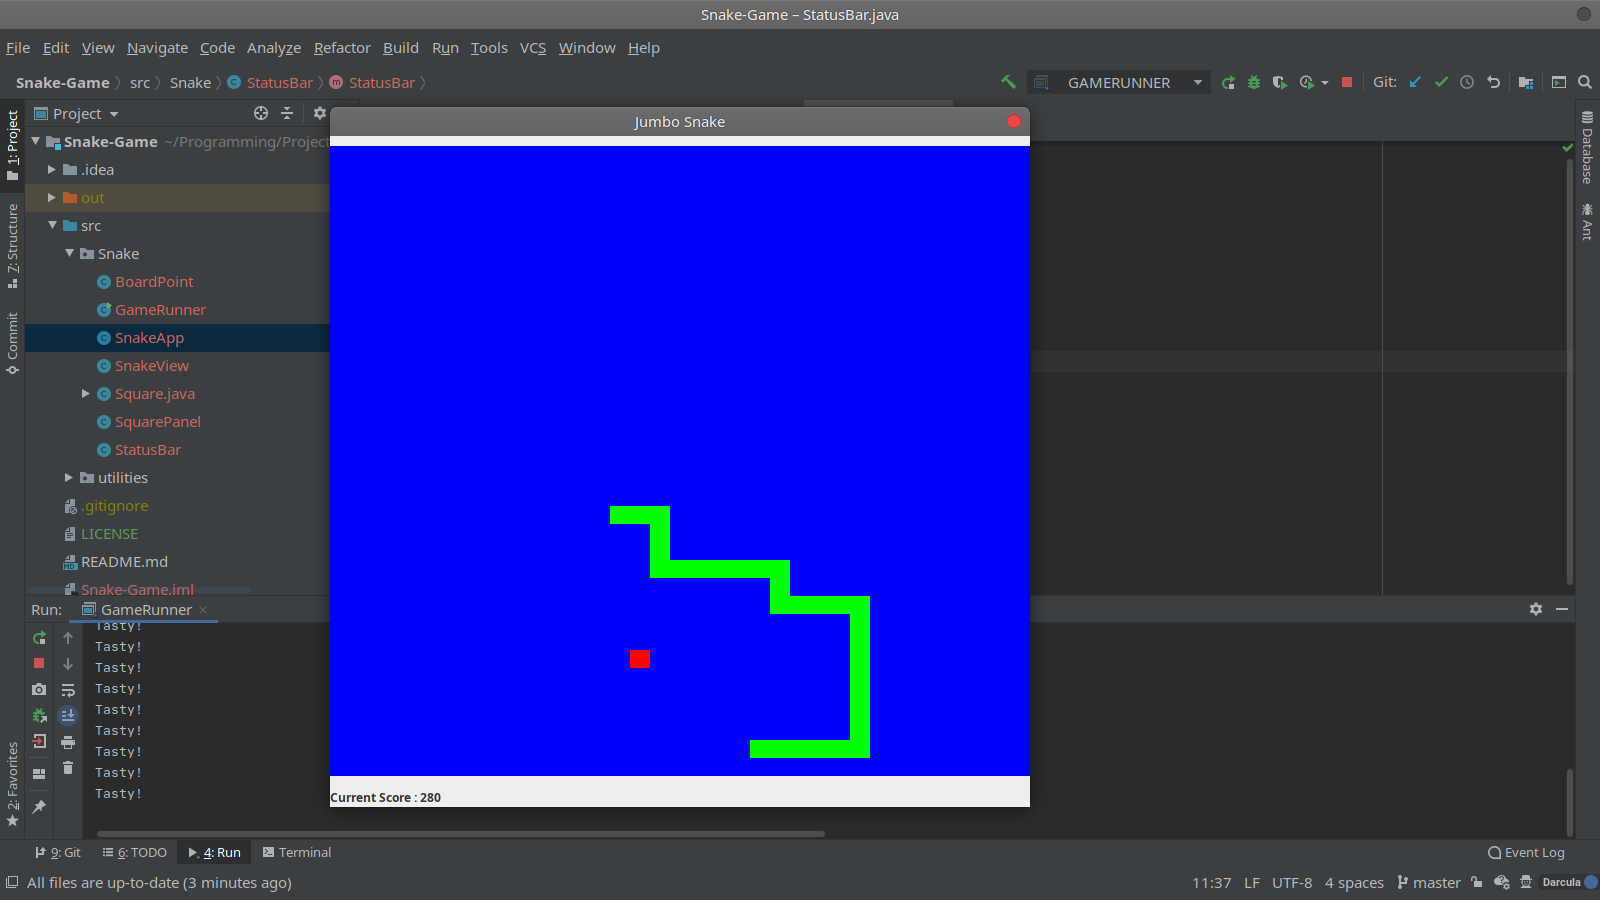 Snake-Game – StatusBar.java
File Edit View Navigate Code Analyze Refactor Build Run Tools VCS Window Help
Snake-Game src Snake StatusBar StatusBar GAMERUNNER Git:
1: Project
7: Structure
Commit
2: Favorites
Project
Snake-Game ~/Programming/Project
.idea
out
src
Snake
BoardPoint
GameRunner
SnakeApp
SnakeView
Square.java
SquarePanel
StatusBar
utilities
.gitignore
LICENSE
README.md
Snake-Game.iml
Jumbo Snake
Current Score : 280
Database
Ant
Run: GameRunner
Tasty!
Tasty!
Tasty!
Tasty!
Tasty!
Tasty!
Tasty!
Tasty!
Tasty!
9: Git 6: TODO 4: Run Terminal Event Log
All files are up-to-date (3 minutes ago) 11:37 LF UTF-8 4 spaces master Darcula